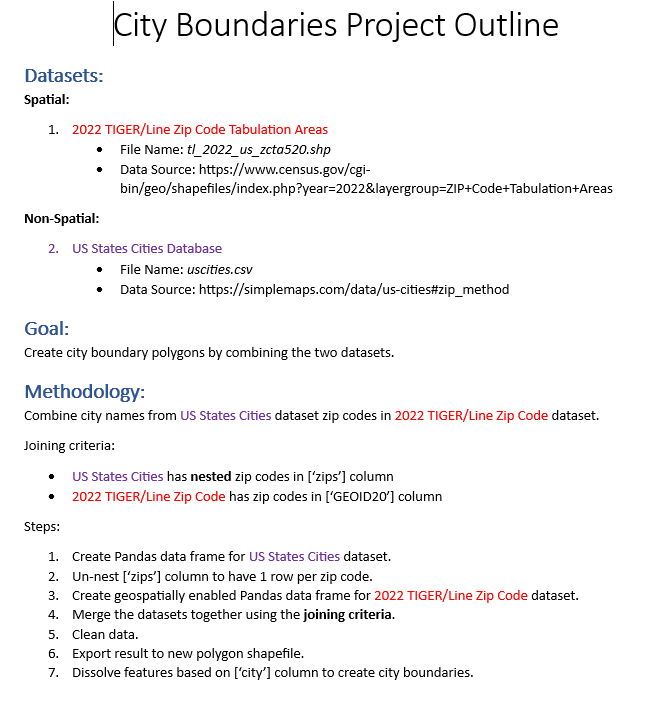 City Boundaries Project Outline
Datasets:
Spatial:
1. 2022 TIGER/Line Zip Code Tabulation Areas
• File Name: tl_2022_us_zcta520.shp
• Data Source: https://www.census.gov/cgi-
bin/geo/shapefiles/index.php?year=2022&layergroup=ZIP+Code+Tabulation+Areas
Non-Spatial:
2. US States Cities Database
• File Name: uscities.csv
• Data Source: https://simplemaps.com/data/us-cities#zip_method
Goal:
Create city boundary polygons by combining the two datasets.
Methodology:
Combine city names from US States Cities dataset zip codes in 2022 TIGER/Line Zip Code dataset.
Joining criteria:
• US States Cities has nested zip codes in [‘zips’] column
• 2022 TIGER/Line Zip Code has zip codes in [‘GEOID20’] column
Steps:
1. Create Pandas data frame for US States Cities dataset.
2. Un-nest [‘zips’] column to have 1 row per zip code.
3. Create geospatially enabled Pandas data frame for 2022 TIGER/Line Zip Code dataset.
4. Merge the datasets together using the joining criteria.
5. Clean data.
6. Export result to new polygon shapefile.
7. Dissolve features based on [‘city’] column to create city boundaries.